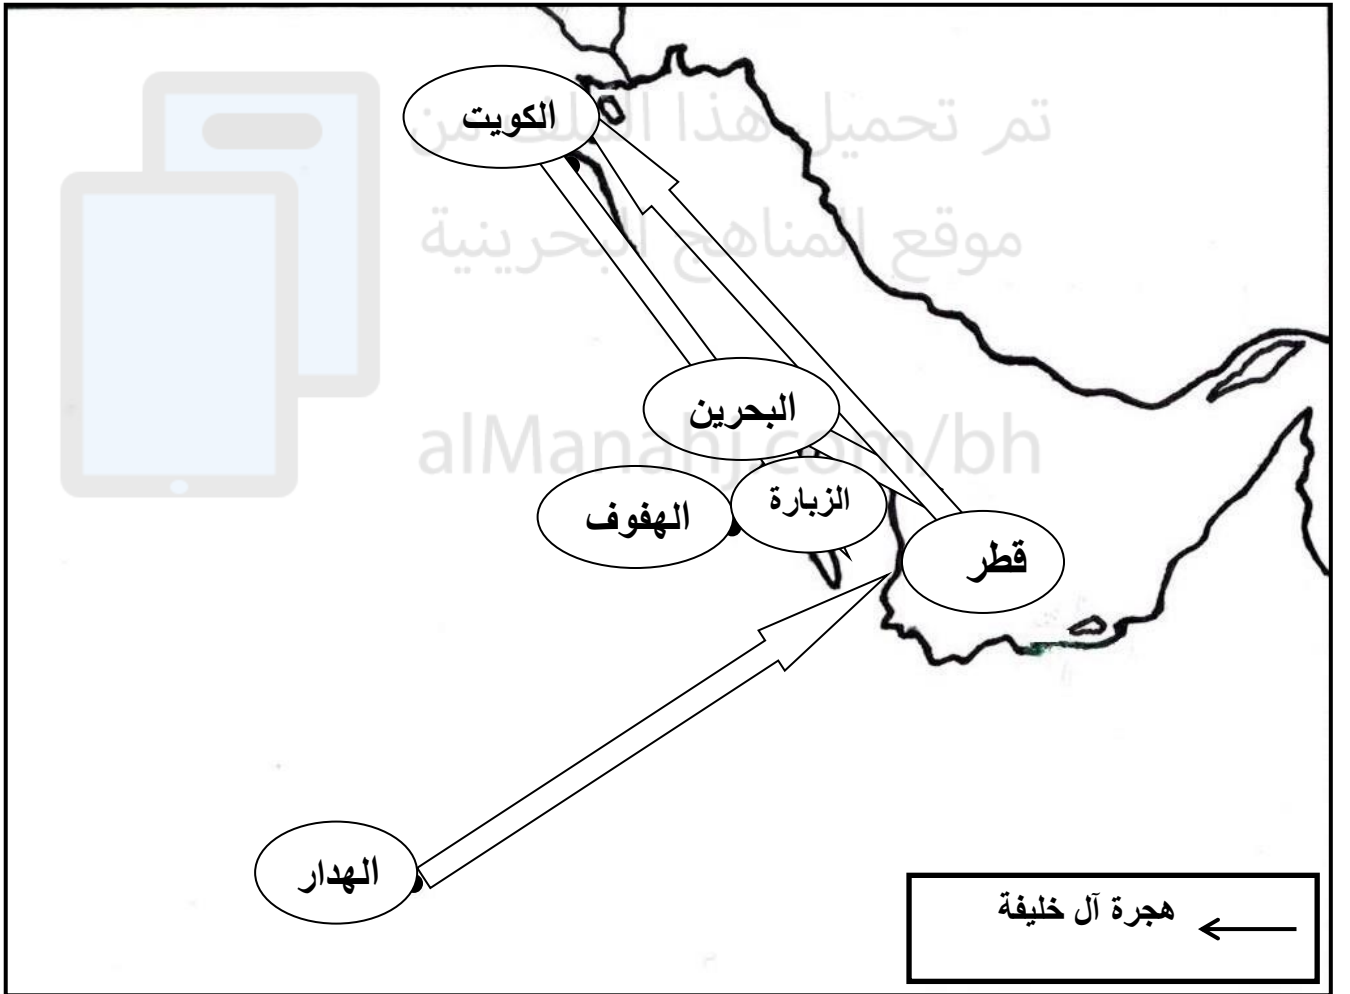 تم تحميل هذا الملف من
موقع المناهج البحرينية
alManahj.com/bh
الكويت
البحرين
الزبارة
الهفوف
قطر
الهدار
هجرة آل خليفة